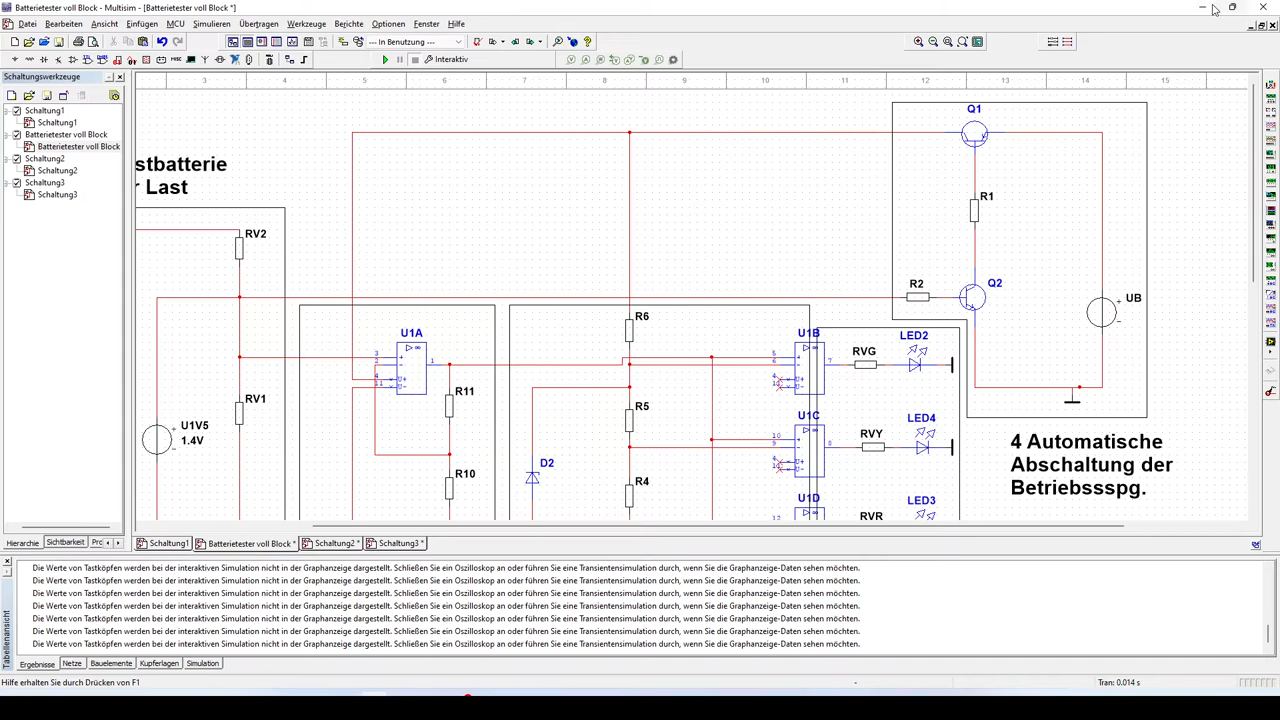 Batterietester voll Block - Multisim - [Batterietester voll Block *]
Datei Bearbeiten Ansicht Einfügen MCU Simulieren Übertragen Werkzeuge Berichte Optionen Fenster Hilfe
--- In Benutzung ---
Interaktiv
Schaltungswerkzeuge
Schaltung1
Schaltung1
Batterietester voll Block
Batterietester voll Block
Schaltung2
Schaltung2
Schaltung3
Schaltung3
Hierarchie Sichtbarkeit
3 4 5 6 7 8 9 10 11 12 13 14 15
stbatterie
r Last
Q1
R1
RV2
R2
Q2
UB
+
-
U1A
R6
U1B
RVG
LED2
3
1
5
6
7
4
11
R11
R5
U1C
LED4
RV1
U1V5
1.4V
10
9
8
RVY
4 Automatische
Abschaltung der
Betriebssspg.
D2
R10
R4
U1D
LED3
12
RVR
Schaltung1 Batterietester voll Block * Schaltung2 * Schaltung3 *
Die Werte von Tastköpfen werden bei der interaktiven Simulation nicht in der Graphanzeige dargestellt. Schließen Sie ein Oszilloskop an oder führen Sie eine Transientensimulation durch, wenn Sie die Graphanzeige-Daten sehen möchten.
Die Werte von Tastköpfen werden bei der interaktiven Simulation nicht in der Graphanzeige dargestellt. Schließen Sie ein Oszilloskop an oder führen Sie eine Transientensimulation durch, wenn Sie die Graphanzeige-Daten sehen möchten.
Die Werte von Tastköpfen werden bei der interaktiven Simulation nicht in der Graphanzeige dargestellt. Schließen Sie ein Oszilloskop an oder führen Sie eine Transientensimulation durch, wenn Sie die Graphanzeige-Daten sehen möchten.
Die Werte von Tastköpfen werden bei der interaktiven Simulation nicht in der Graphanzeige dargestellt. Schließen Sie ein Oszilloskop an oder führen Sie eine Transientensimulation durch, wenn Sie die Graphanzeige-Daten sehen möchten.
Die Werte von Tastköpfen werden bei der interaktiven Simulation nicht in der Graphanzeige dargestellt. Schließen Sie ein Oszilloskop an oder führen Sie eine Transientensimulation durch, wenn Sie die Graphanzeige-Daten sehen möchten.
Die Werte von Tastköpfen werden bei der interaktiven Simulation nicht in der Graphanzeige dargestellt. Schließen Sie ein Oszilloskop an oder führen Sie eine Transientensimulation durch, wenn Sie die Graphanzeige-Daten sehen möchten.
Die Werte von Tastköpfen werden bei der interaktiven Simulation nicht in der Graphanzeige dargestellt. Schließen Sie ein Oszilloskop an oder führen Sie eine Transientensimulation durch, wenn Sie die Graphanzeige-Daten sehen möchten.
Tabellenansicht
Ergebnisse Netze Bauelemente Kupferlagen Simulation
Hilfe erhalten Sie durch Drücken von F1
-
Tran: 0.014 s